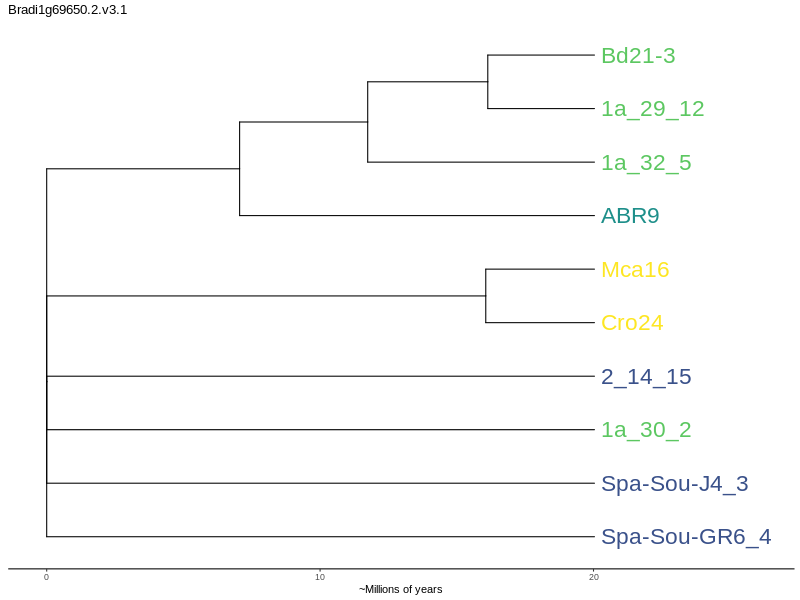 Bradi1g69650.2.v3.1
Bd21-3
1a_29_12
1a_32_5
ABR9
Mca16
Cro24
2_14_15
1a_30_2
Spa-Sou-J4_3
Spa-Sou-GR6_4
0 10 20
~Millions of years